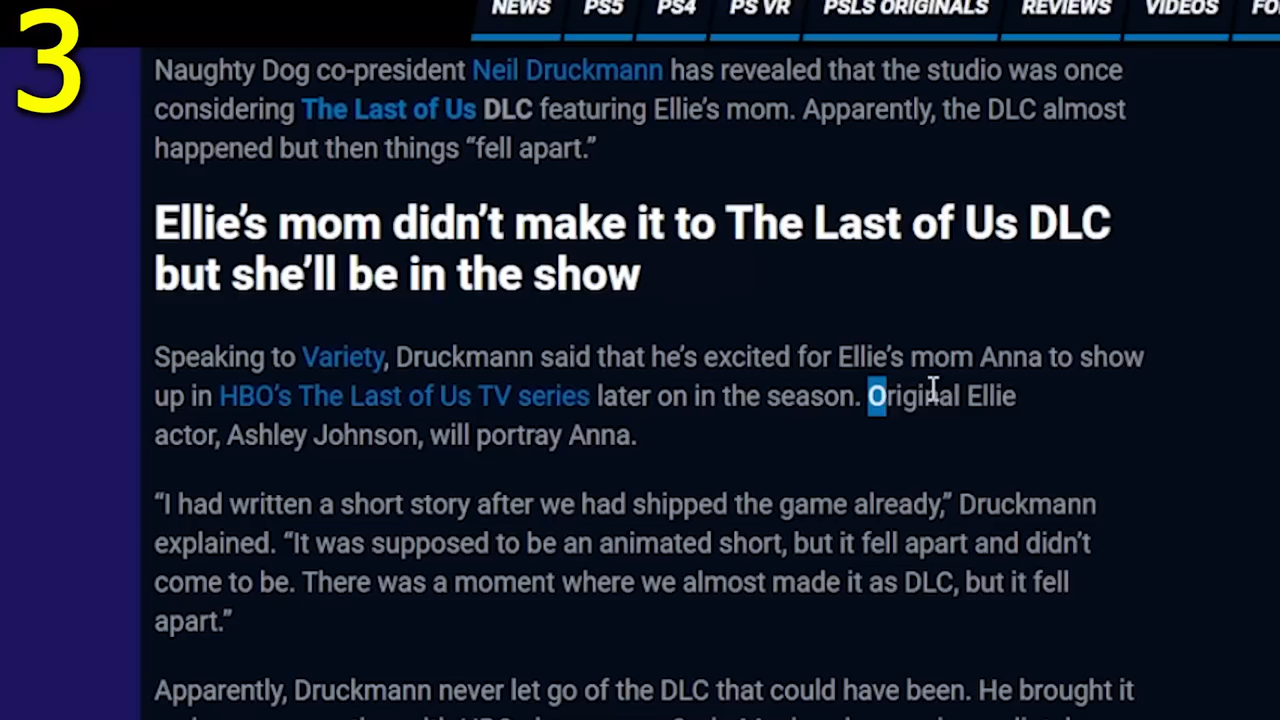 3
NEWS PS5 PS4 PS VR PSLS ORIGINALS REVIEWS VIDEOS
Naughty Dog co-president Neil Druckmann has revealed that the studio was once
considering The Last of Us DLC featuring Ellie’s mom. Apparently, the DLC almost
happened but then things “fell apart.”
Ellie’s mom didn’t make it to The Last of Us DLC
but she’ll be in the show
Speaking to Variety, Druckmann said that he’s excited for Ellie’s mom Anna to show
up in HBO’s The Last of Us TV series later on in the season. Original Ellie
actor, Ashley Johnson, will portray Anna.
“I had written a short story after we had shipped the game already,” Druckmann
explained. “It was supposed to be an animated short, but it fell apart and didn’t
come to be. There was a moment where we almost made it as DLC, but it fell
apart.”
Apparently, Druckmann never let go of the DLC that could have been. He brought it